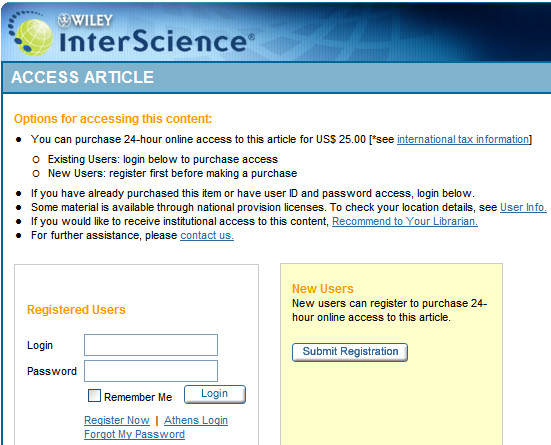 WILEY
InterScience®
ACCESS ARTICLE
Options for accessing this content:
● You can purchase 24-hour online access to this article for US$ 25.00 [*see international tax information]
o Existing Users: login below to purchase access
o New Users: register first before making a purchase
● If you have already purchased this item or have user ID and password access, login below.
● Some material is available through national provision licenses. To check your location details, see User Info.
● If you would like to receive institutional access to this content, Recommend to Your Librarian.
● For further assistance, please contact us.
Registered Users
Login
Password
Remember Me
Login
Register Now | Athens Login
Forgot My Password
New Users
New users can register to purchase 24-
hour online access to this article.
Submit Registration